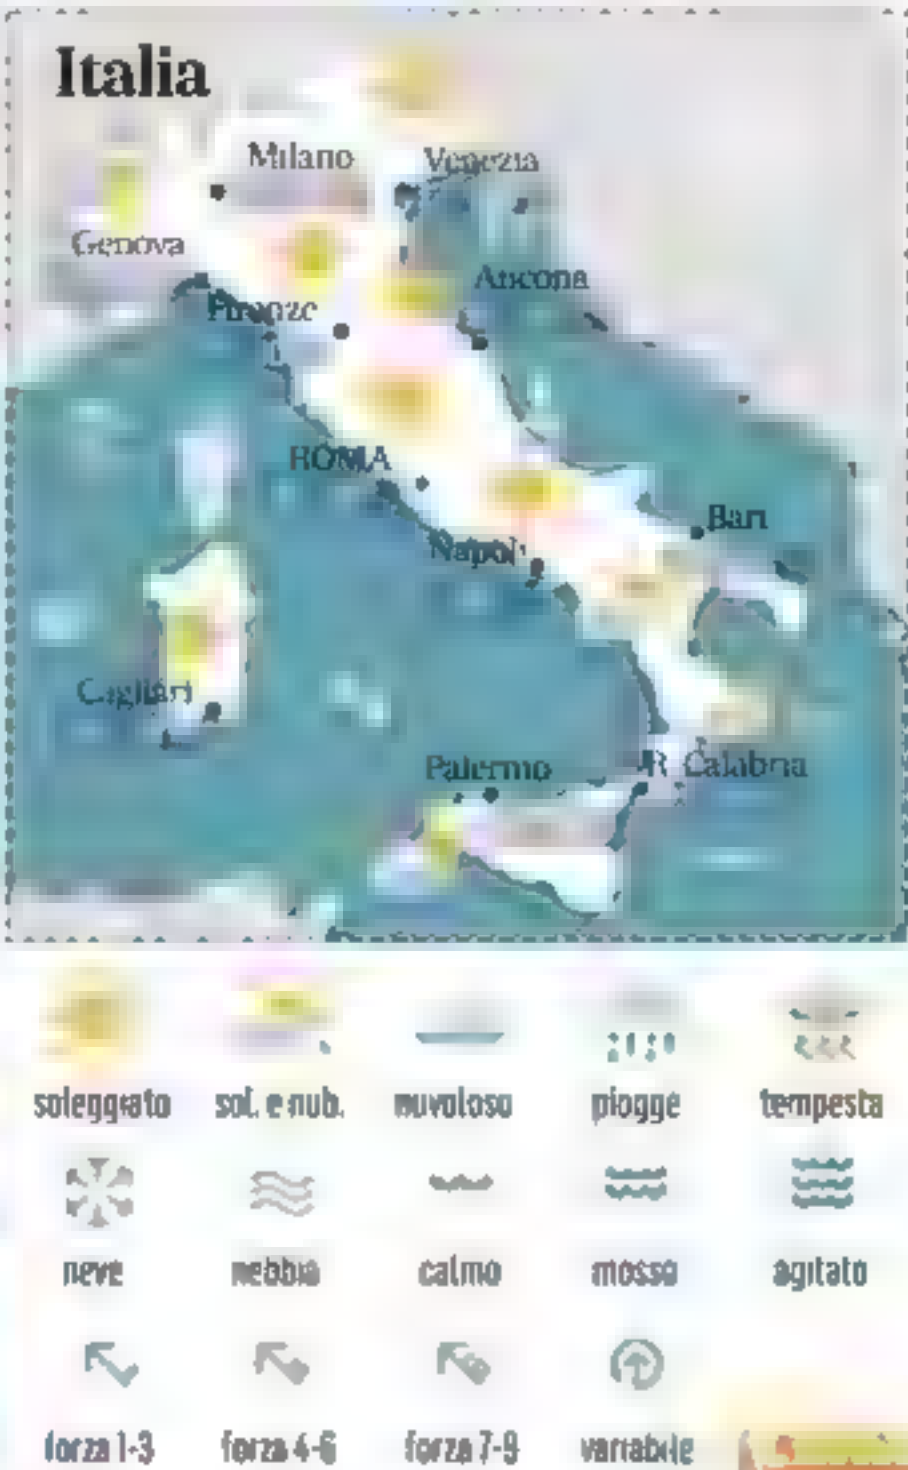 Italia
Milano
Venezia
Genova
Ancona
Firenze
ROMA
Bari
Napoli
Cagliari
Palermo
R. Calabria
soleggiato sol. e nub. nuvoloso piogge tempesta
neve nebbia calmo mosso agitato
forza 1-3 forza 4-6 forza 7-9 variabile